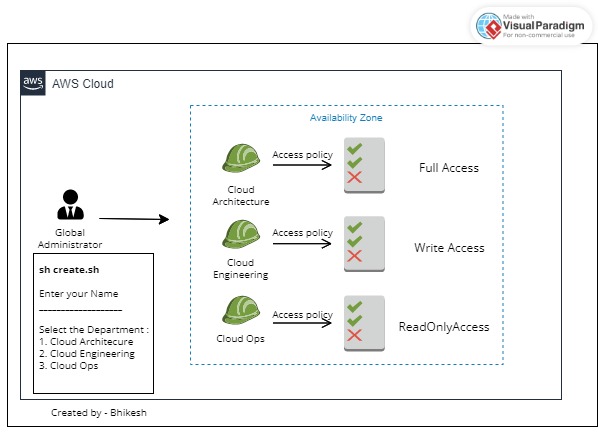 Made with
Visual Paradigm
For non-commercial use
aws
AWS Cloud
Availability Zone
Access policy
Full Access
Cloud
Architecture
Access policy
Write Access
Cloud
Engineering
Access policy
ReadOnlyAccess
Cloud Ops
Global
Administrator
sh create.sh
Enter your Name
___________________
Select the Department :
1. Cloud Architecure
2. Cloud Engineering
3. Cloud Ops
Created by - Bhikesh